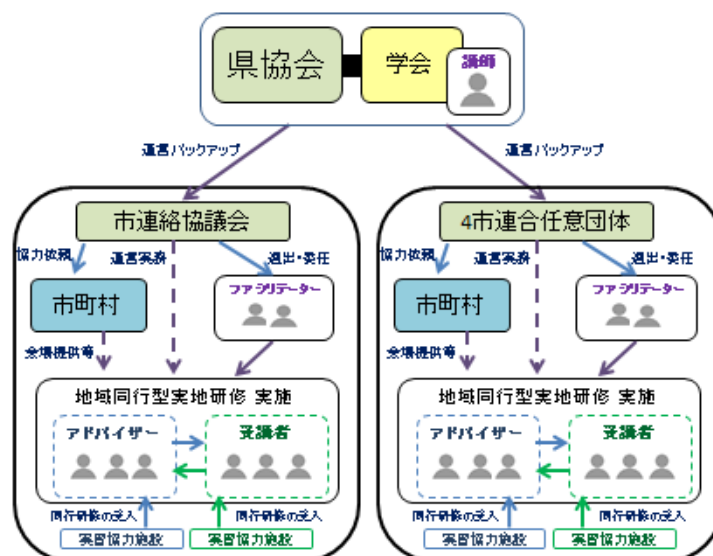 県協会
学会
講師
運営バックアップ
運営バックアップ
市連絡協議会
協力依頼
運営実務
選出・委任
市町村
ファシリテーター
会場提供等
地域同行型実地研修 実施
アドバイザー
受講者
同行研修の受入
同行研修の受入
実習協力施設
実習協力施設
4市連合任意団体
協力依頼
運営実務
選出・委任
市町村
ファシリテーター
会場提供等
地域同行型実地研修 実施
アドバイザー
受講者
同行研修の受入
同行研修の受入
実習協力施設
実習協力施設